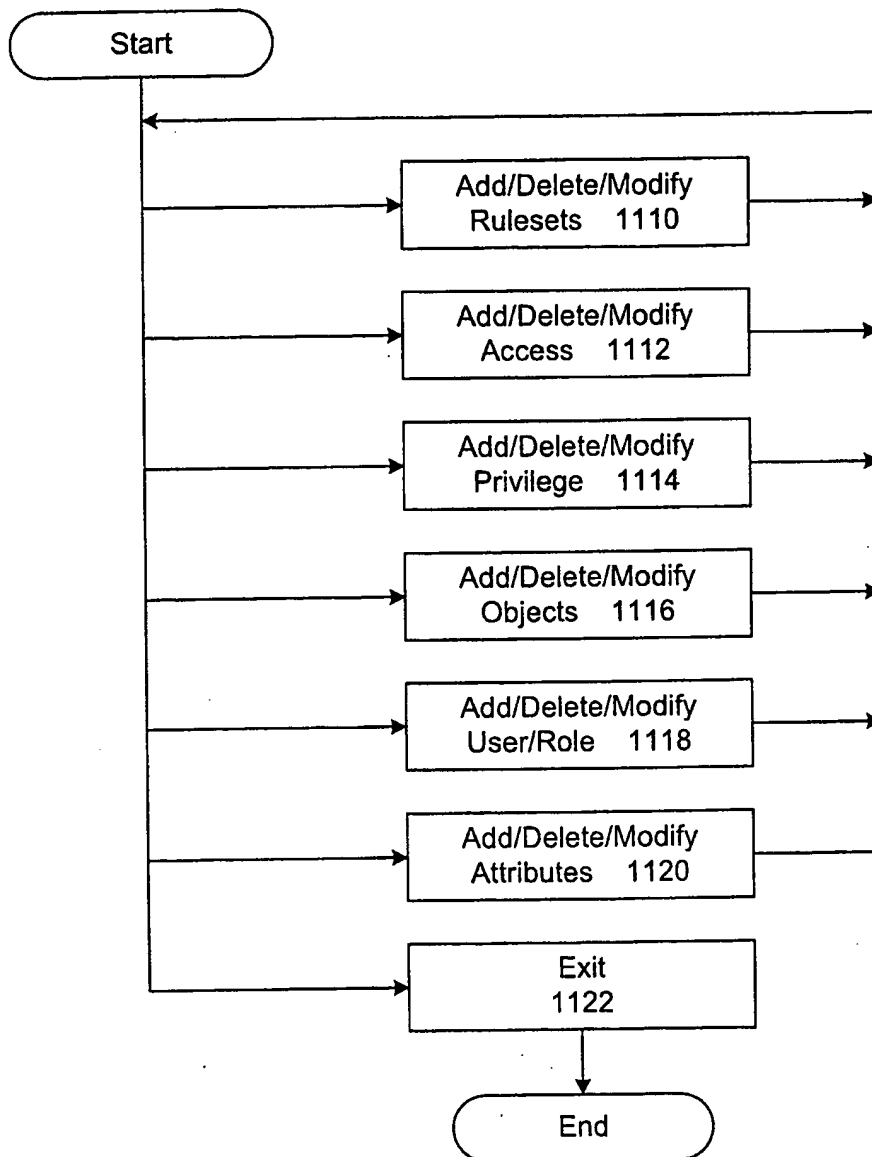 Start
Add/Delete/Modify
Rulesets 1110
Add/Delete/Modify
Access 1112
Add/Delete/Modify
Privilege 1114
Add/Delete/Modify
Objects 1116
Add/Delete/Modify
User/Role 1118
Add/Delete/Modify
Attributes 1120
Exit
1122
End